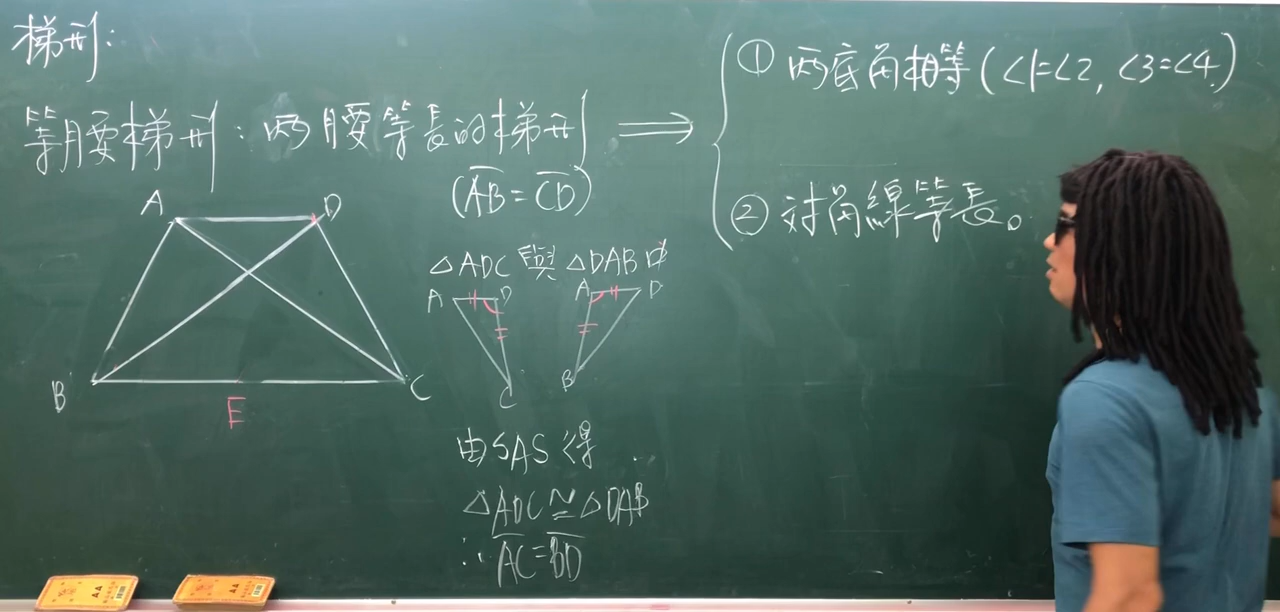 梯形:
等腰梯形: 兩腰等長的梯形 ⟹
(AB = CD)
① 兩底角相等(∠1=∠2, ∠3=∠4)
② 對角線等長。
A
D
B
C
E
△ADC 與 △DAB 中
A D
C
A D
B
由SAS得
△ADC≅△DAB
∴ AC=BD
AA
AA